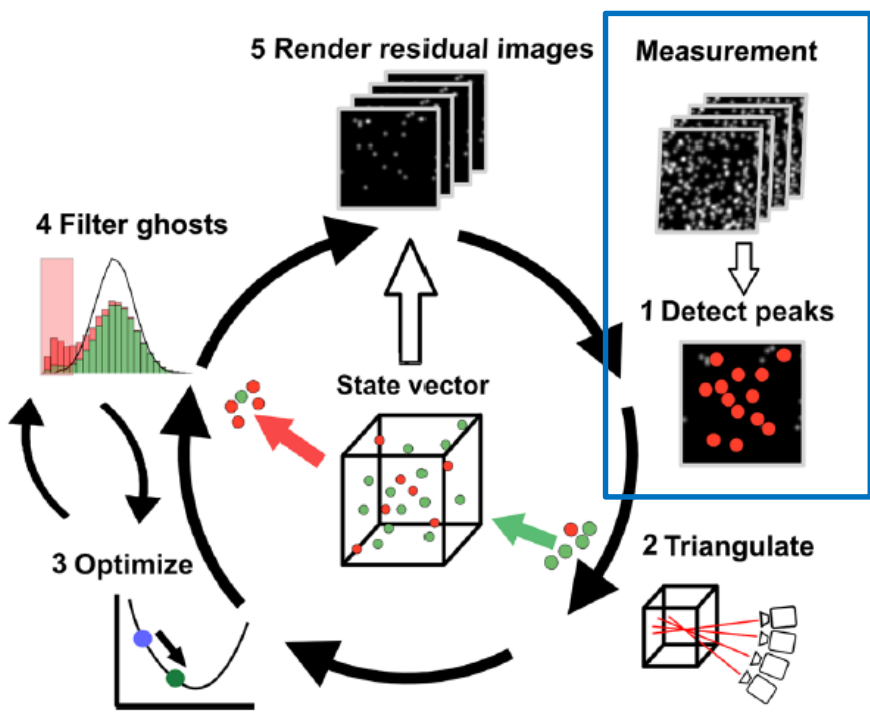 5 Render residual images
Measurement
4 Filter ghosts
1 Detect peaks
State vector
2 Triangulate
3 Optimize